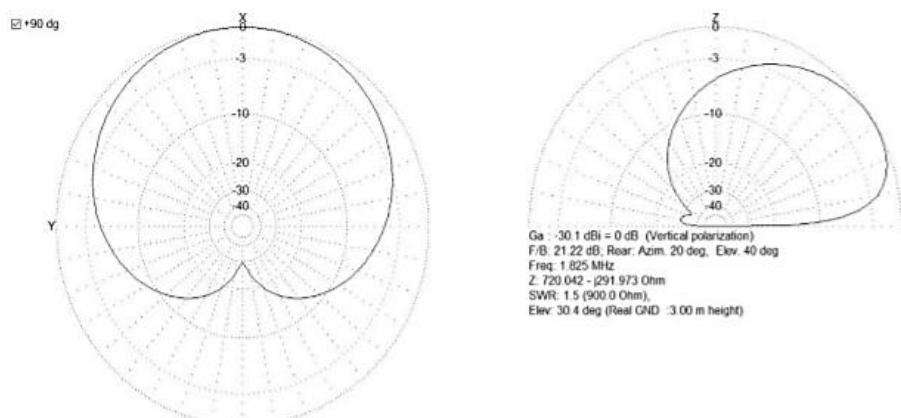 +90 dg
X
0
-3
-10
-20
-30
-40
Y
Z
0
-3
-10
-20
-30
-40
Ga : -30.1 dBi = 0 dB (Vertical polarization)
F/B: 21.22 dB; Rear: Azim. 20 deg, Elev. 40 deg
Freq: 1.825 MHz
Z: 720.042 - j291.973 Ohm
SWR: 1.5 (900.0 Ohm),
Elev: 30.4 deg (Real GND :3.00 m height)